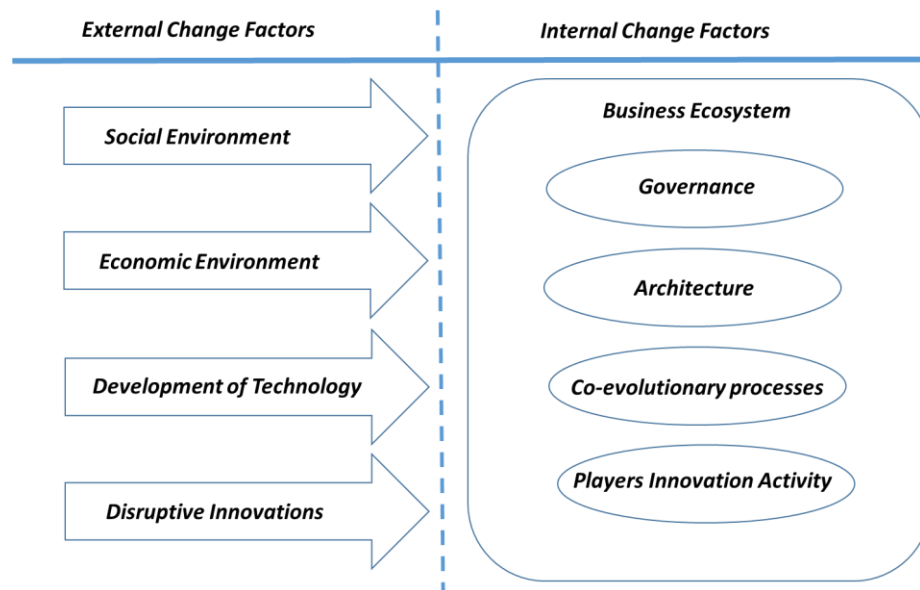 External Change Factors
Internal Change Factors
Social Environment
Economic Environment
Development of Technology
Disruptive Innovations
Business Ecosystem
Governance
Architecture
Co-evolutionary processes
Players Innovation Activity